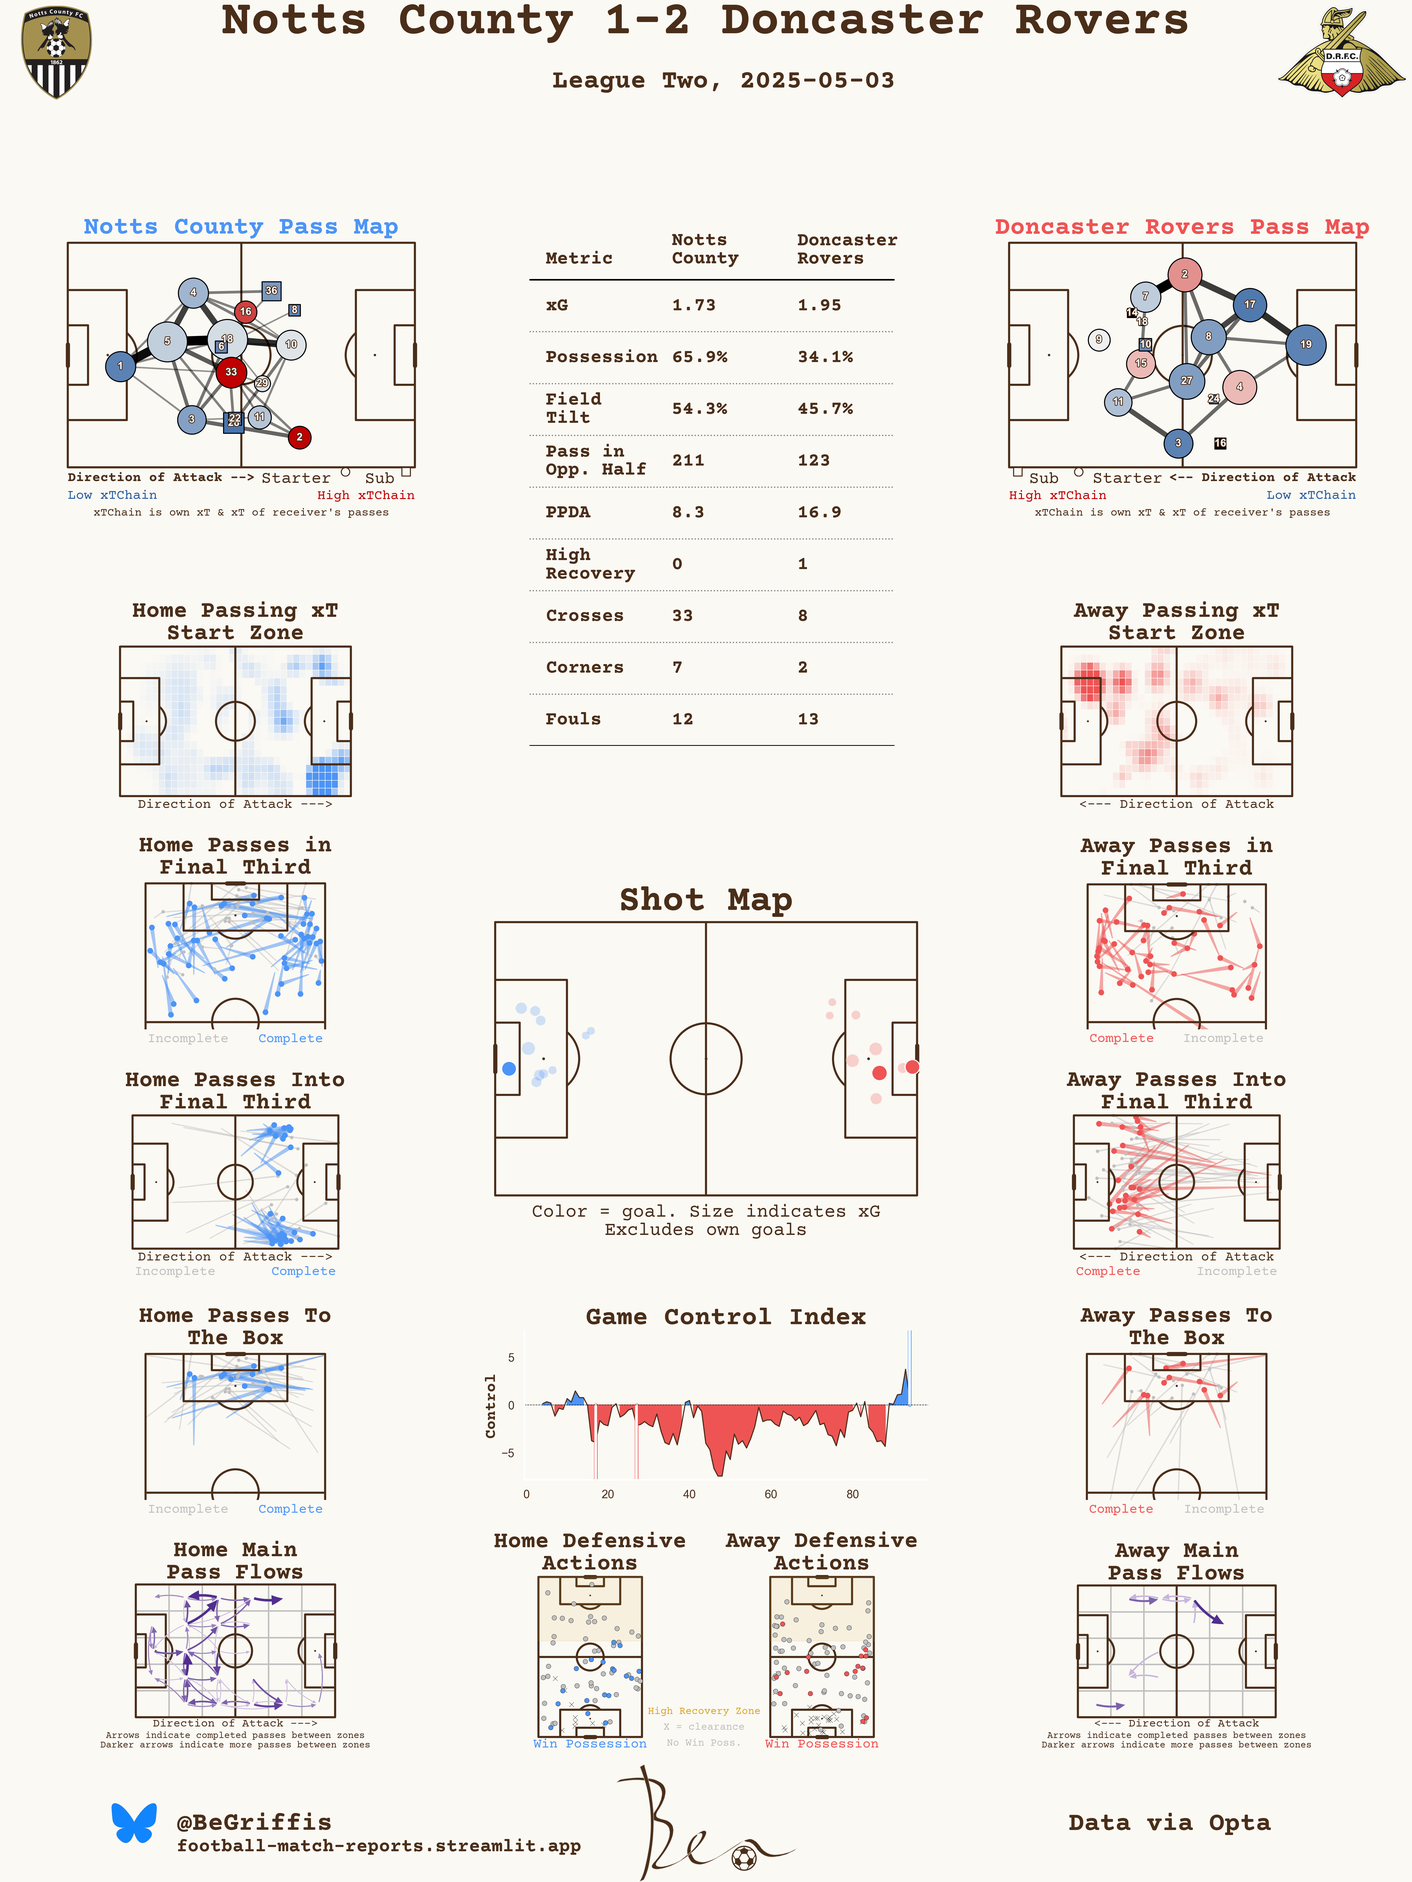 Notts County 1-2 Doncaster Rovers
League Two, 2025-05-03
Notts County FC
1862
D.R.F.C.
Notts County Pass Map
4
36
8
16
5
18
6
10
1
33
29
3
22
11
2
Direction of Attack --> Starter Sub
Low xTChain High xTChain
xTChain is own xT & xT of receiver's passes
Metric Notts County Doncaster Rovers
xG 1.73 1.95
Possession 65.9% 34.1%
Field Tilt 54.3% 45.7%
Pass in Opp. Half 211 123
PPDA 8.3 16.9
High Recovery 0 1
Crosses 33 8
Corners 7 2
Fouls 12 13
Doncaster Rovers Pass Map
2
7
17
14
18
9
10
8
19
15
27
4
11
24
3
16
Sub Starter <-- Direction of Attack
High xTChain Low xTChain
xTChain is own xT & xT of receiver's passes
Home Passing xT
Start Zone
Direction of Attack --->
Away Passing xT
Start Zone
<--- Direction of Attack
Home Passes in
Final Third
Incomplete Complete
Away Passes in
Final Third
Complete Incomplete
Shot Map
Color = goal. Size indicates xG
Excludes own goals
Home Passes Into
Final Third
Direction of Attack --->
Incomplete Complete
Away Passes Into
Final Third
<--- Direction of Attack
Complete Incomplete
Home Passes To
The Box
Incomplete Complete
Game Control Index
Control
5
0
−5
0 20 40 60 80
Away Passes To
The Box
Complete Incomplete
Home Main
Pass Flows
Direction of Attack --->
Arrows indicate completed passes between zones
Darker arrows indicate more passes between zones
Home Defensive
Actions
Win Possession
High Recovery Zone
X = clearance
No Win Poss.
Away Defensive
Actions
Win Possession
Away Main
Pass Flows
<--- Direction of Attack
Arrows indicate completed passes between zones
Darker arrows indicate more passes between zones
@BeGriffis
football-match-reports.streamlit.app
Ben
Data via Opta